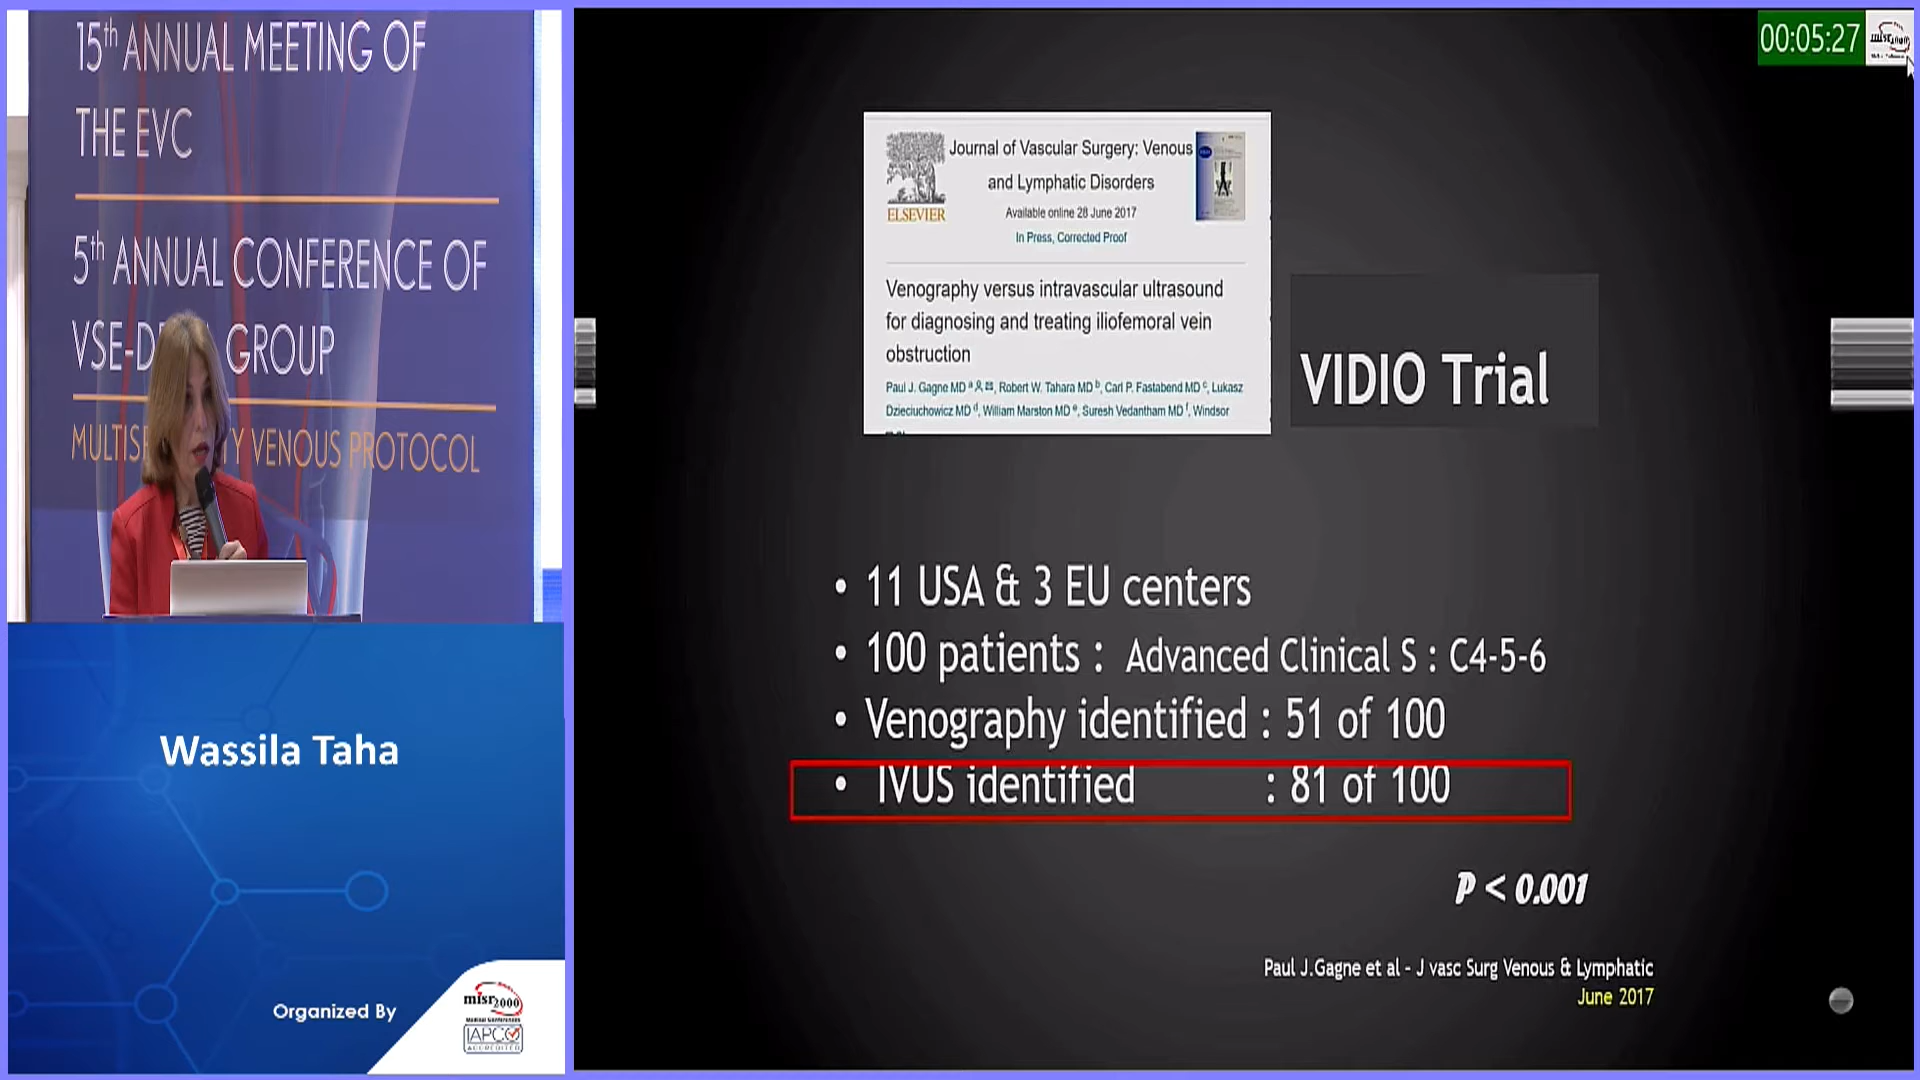 15th ANNUAL MEETING OF
THE EVC
5th ANNUAL CONFERENCE OF
VSE-D GROUP
MULTISP Y VENOUS PROTOCOL
Wassila Taha
Organized By
misr2000
Medical Conferences
IAPCO
ACCREDITED
00:05:27
Journal of Vascular Surgery: Venous
and Lymphatic Disorders
ELSEVIER
Available online 28 June 2017
In Press, Corrected Proof
Venography versus intravascular ultrasound
for diagnosing and treating iliofemoral vein
obstruction
Paul J. Gagne MD a, Robert W. Tahara MD b, Carl P. Fastabend MD c, Lukasz
Dzieciuchowicz MD d, William Marston MD e, Suresh Vedantham MD f, Windsor
VIDIO Trial
• 11 USA & 3 EU centers
• 100 patients : Advanced Clinical S : C4-5-6
• Venography identified : 51 of 100
• IVUS identified : 81 of 100
P < 0.001
Paul J.Gagne et al - J vasc Surg Venous & Lymphatic
June 2017